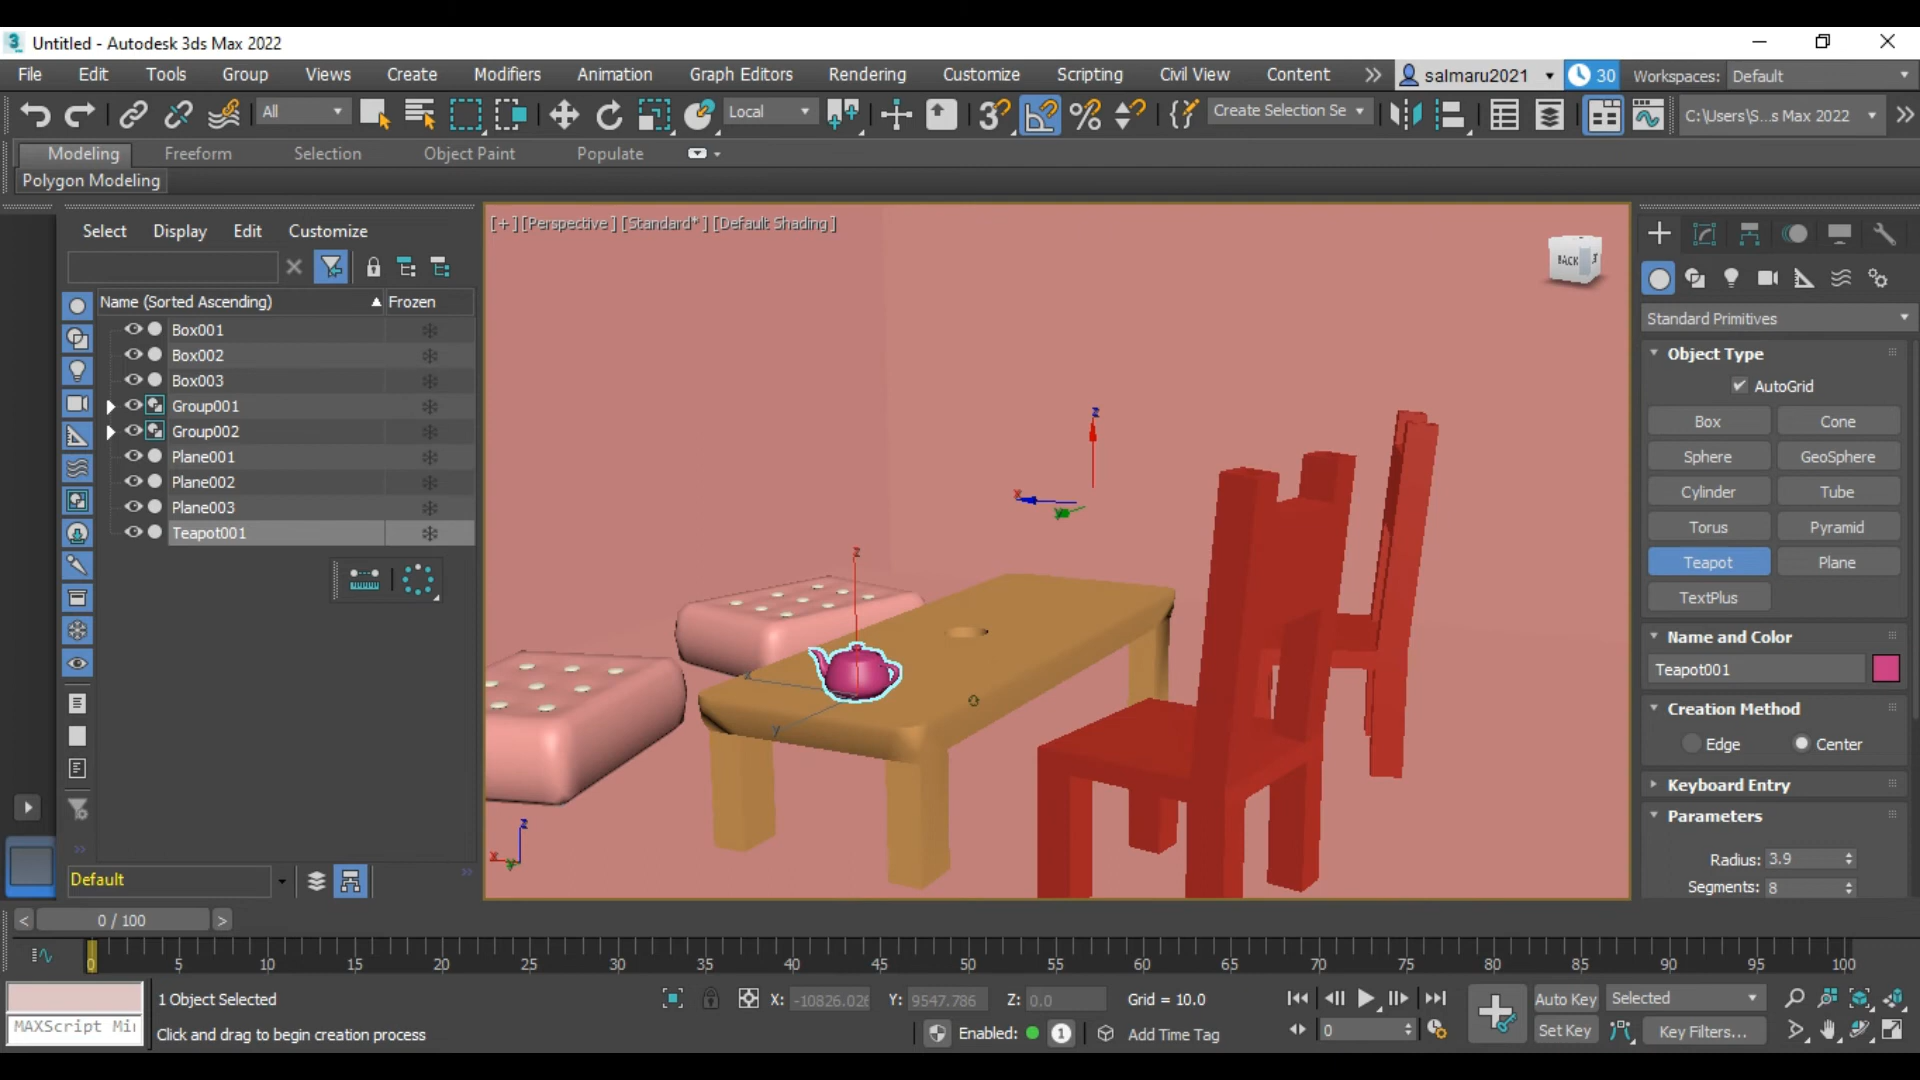 Untitled - Autodesk 3ds Max 2022
File Edit Tools Group Views Create Modifiers Animation Graph Editors Rendering Customize Scripting Civil View Content salmaru2021 30 Workspaces: Default
All Local Create Selection Se C:\Users\S...s Max 2022
Modeling Freeform Selection Object Paint Populate
Polygon Modeling
Select Display Edit Customize
[+][Perspective][Standard*][Default Shading]
BACK
Name (Sorted Ascending) Frozen
Box001
Box002
Box003
Group001
Group002
Plane001
Plane002
Plane003
Teapot001
z
x
y
z
y
z
x
y
Default
Standard Primitives
Object Type
AutoGrid
Box Cone
Sphere GeoSphere
Cylinder Tube
Torus Pyramid
Teapot Plane
TextPlus
Name and Color
Teapot001
Creation Method
Edge Center
Keyboard Entry
Parameters
Radius: 3.9
Segments: 8
< 0 / 100 >
0 5 10 15 20 25 30 35 40 45 50 55 60 65 70 75 80 85 90 95 100
1 Object Selected X: -10826.026 Y: 9547.786 Z: 0.0 Grid = 10.0 Auto Key Selected
MAXScript Mi Click and drag to begin creation process Enabled: 1 Add Time Tag 0 Set Key Key Filters...